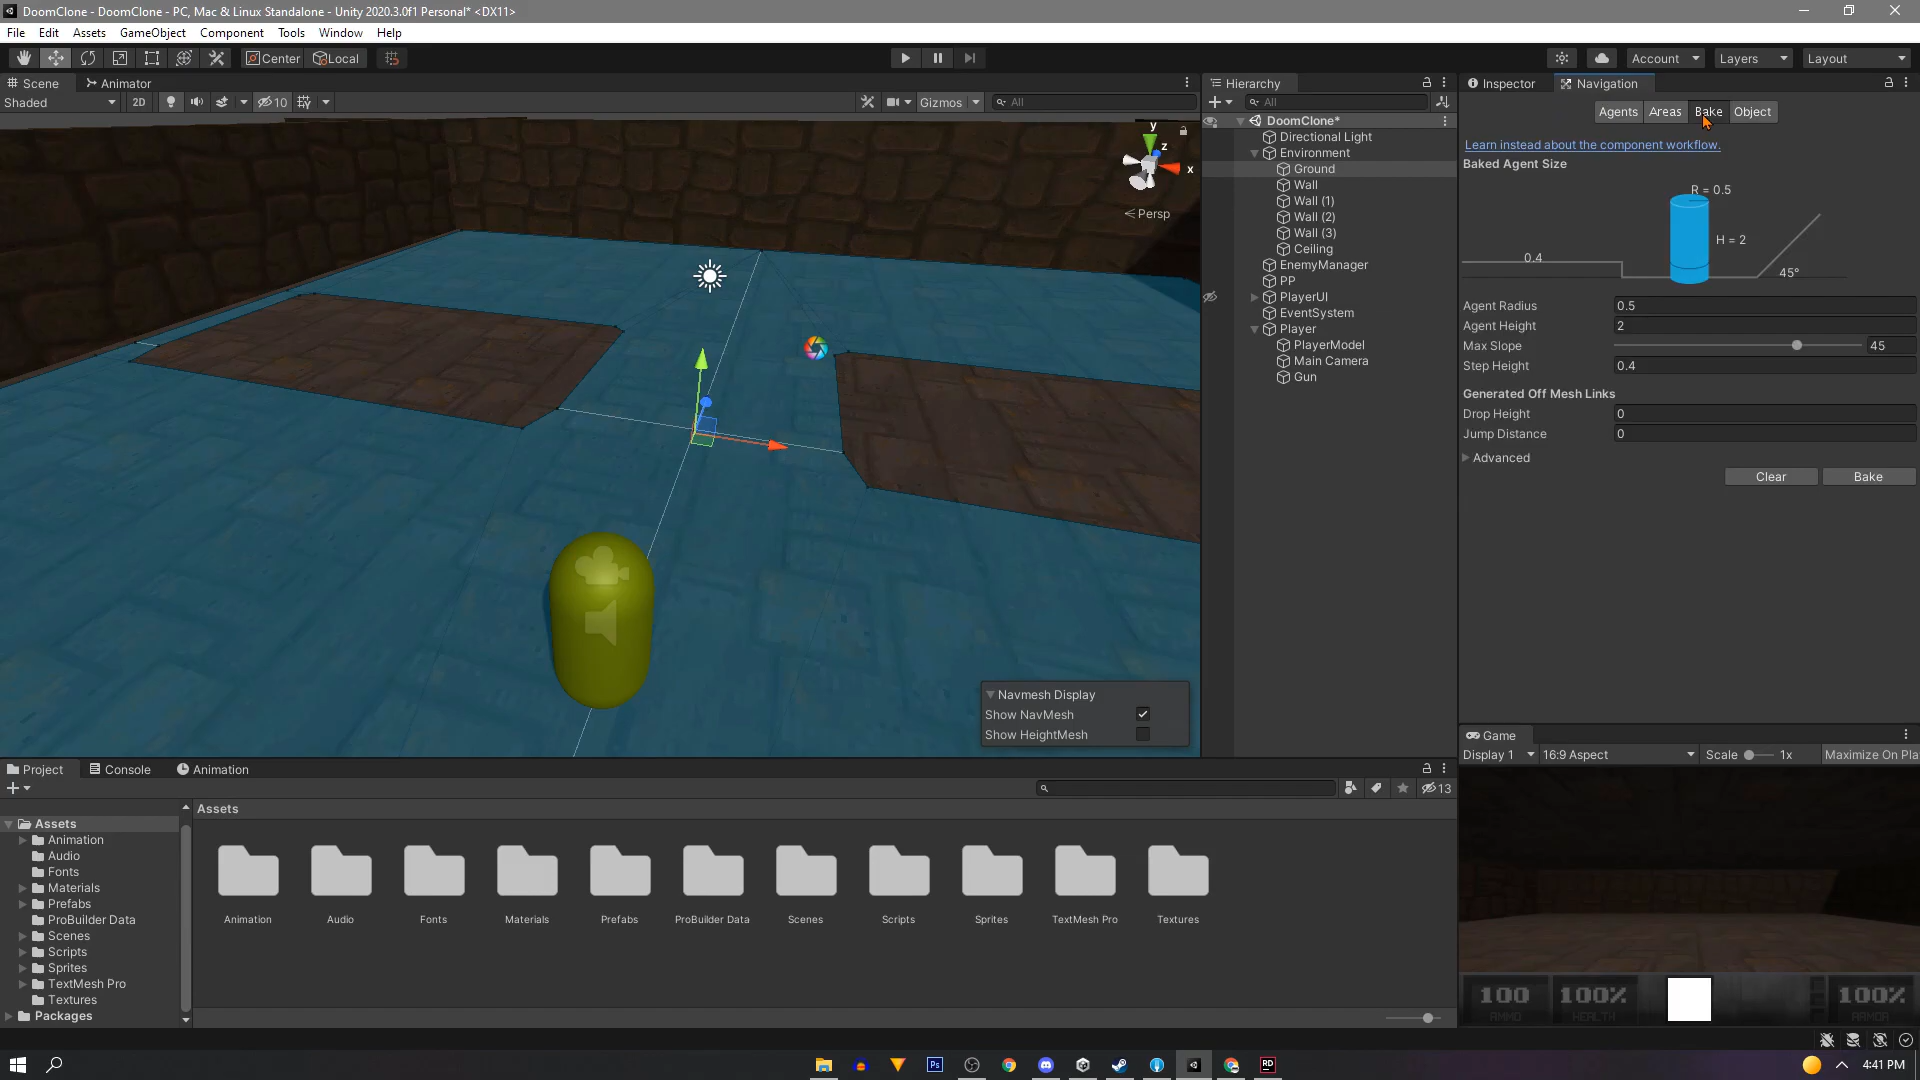 DoomClone - DoomClone - PC, Mac & Linux Standalone - Unity 2020.3.0f1 Personal* <DX11>
File Edit Assets GameObject Component Tools Window Help
Center Local
Account Layers Layout
Scene Animator
Shaded 2D 10 Gizmos All
y
z
x
Persp
Navmesh Display
Show NavMesh
Show HeightMesh
Hierarchy
All
DoomClone*
Directional Light
Environment
Ground
Wall
Wall (1)
Wall (2)
Wall (3)
Ceiling
EnemyManager
PP
PlayerUI
EventSystem
Player
PlayerModel
Main Camera
Gun
Inspector Navigation
Agents Areas Bake Object
Learn instead about the component workflow.
Baked Agent Size
R = 0.5
H = 2
0.4
45°
Agent Radius 0.5
Agent Height 2
Max Slope 45
Step Height 0.4
Generated Off Mesh Links
Drop Height 0
Jump Distance 0
Advanced
Clear Bake
Game
Display 1 16:9 Aspect Scale 1x Maximize On Pla
100 100% 100%
AMMO HEALTH ARMOR
Project Console Animation
13
Assets
Animation
Audio
Fonts
Materials
Prefabs
ProBuilder Data
Scenes
Scripts
Sprites
TextMesh Pro
Textures
Packages
Assets
Animation Audio Fonts Materials Prefabs ProBuilder Data Scenes Scripts Sprites TextMesh Pro Textures
Ps
RD
4:41 PM